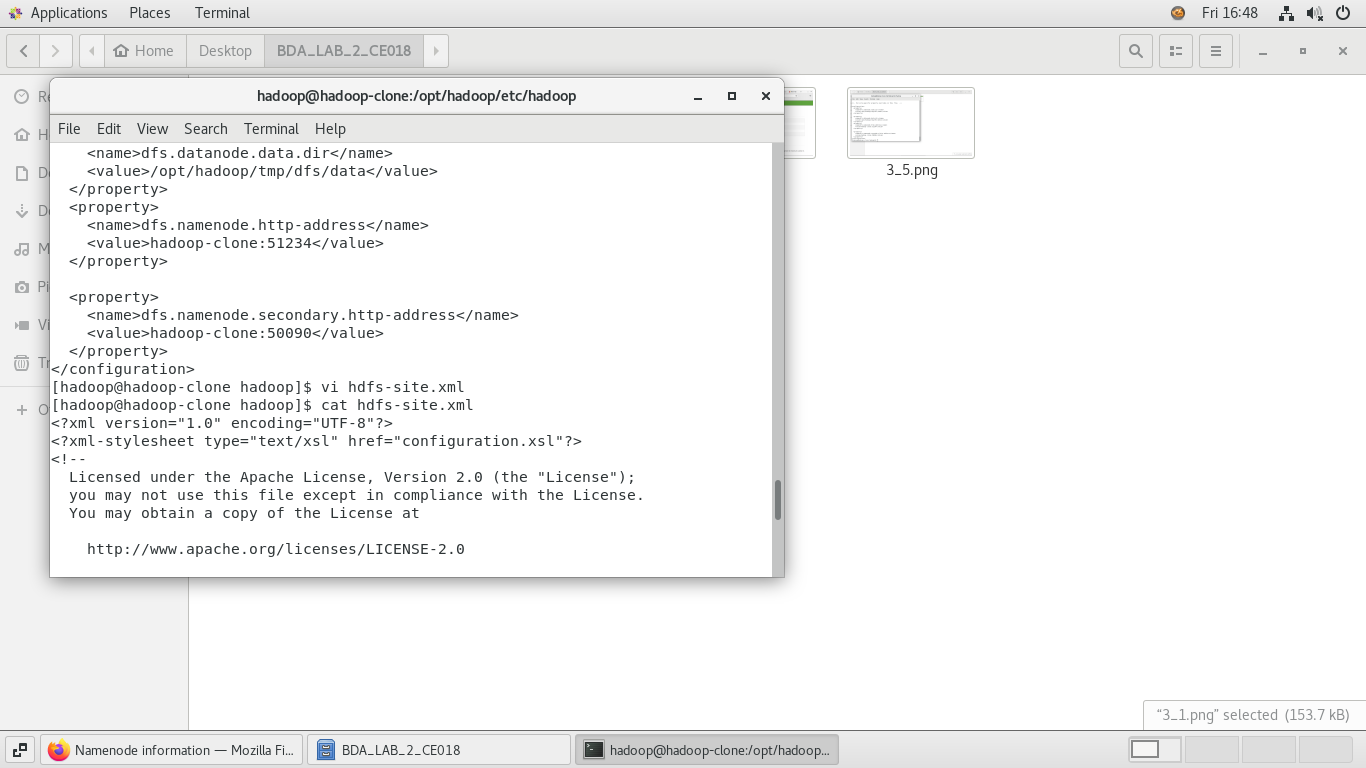 Applications Places Terminal Fri 16:48
Home Desktop BDA_LAB_2_CE018
hadoop@hadoop-clone:/opt/hadoop/etc/hadoop
File Edit View Search Terminal Help
    <name>dfs.datanode.data.dir</name>
    <value>/opt/hadoop/tmp/dfs/data</value>
  </property>
  <property>
    <name>dfs.namenode.http-address</name>
    <value>hadoop-clone:51234</value>
  </property>
  <property>
    <name>dfs.namenode.secondary.http-address</name>
    <value>hadoop-clone:50090</value>
  </property>
</configuration>
[hadoop@hadoop-clone hadoop]$ vi hdfs-site.xml
[hadoop@hadoop-clone hadoop]$ cat hdfs-site.xml
<?xml version="1.0" encoding="UTF-8"?>
<?xml-stylesheet type="text/xsl" href="configuration.xsl"?>
<!--
  Licensed under the Apache License, Version 2.0 (the "License");
  you may not use this file except in compliance with the License.
  You may obtain a copy of the License at
    http://www.apache.org/licenses/LICENSE-2.0
3_5.png
"3_1.png" selected (153.7 kB)
Namenode information — Mozilla Fi...
BDA_LAB_2_CE018
hadoop@hadoop-clone:/opt/hadoop...